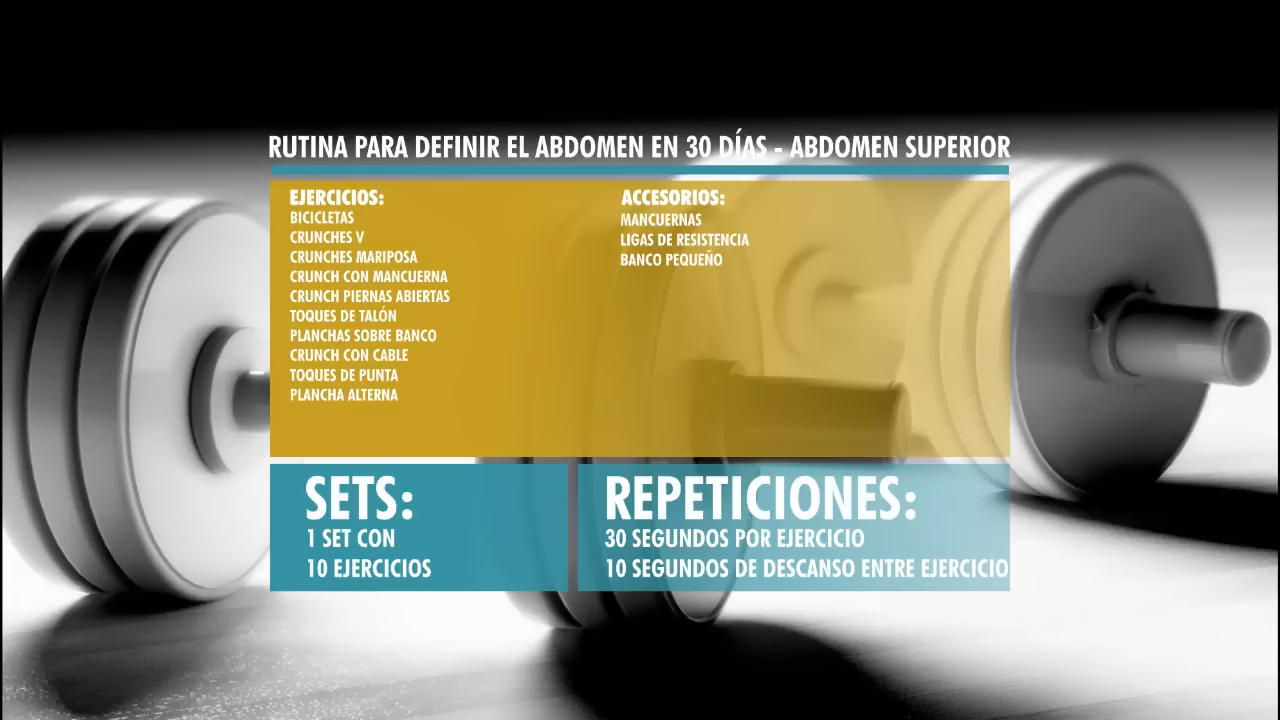 RUTINA PARA DEFINIR EL ABDOMEN EN 30 DÍAS - ABDOMEN SUPERIOR
EJERCICIOS:
BICICLETAS
CRUNCHES V
CRUNCHES MARIPOSA
CRUNCH CON MANCUERNA
CRUNCH PIERNAS ABIERTAS
TOQUES DE TALÓN
PLANCHAS SOBRE BANCO
CRUNCH CON CABLE
TOQUES DE PUNTA
PLANCHA ALTERNA
ACCESORIOS:
MANCUERNAS
LIGAS DE RESISTENCIA
BANCO PEQUEÑO
SETS:
1 SET CON
10 EJERCICIOS
REPETICIONES:
30 SEGUNDOS POR EJERCICIO
10 SEGUNDOS DE DESCANSO ENTRE EJERCICIO